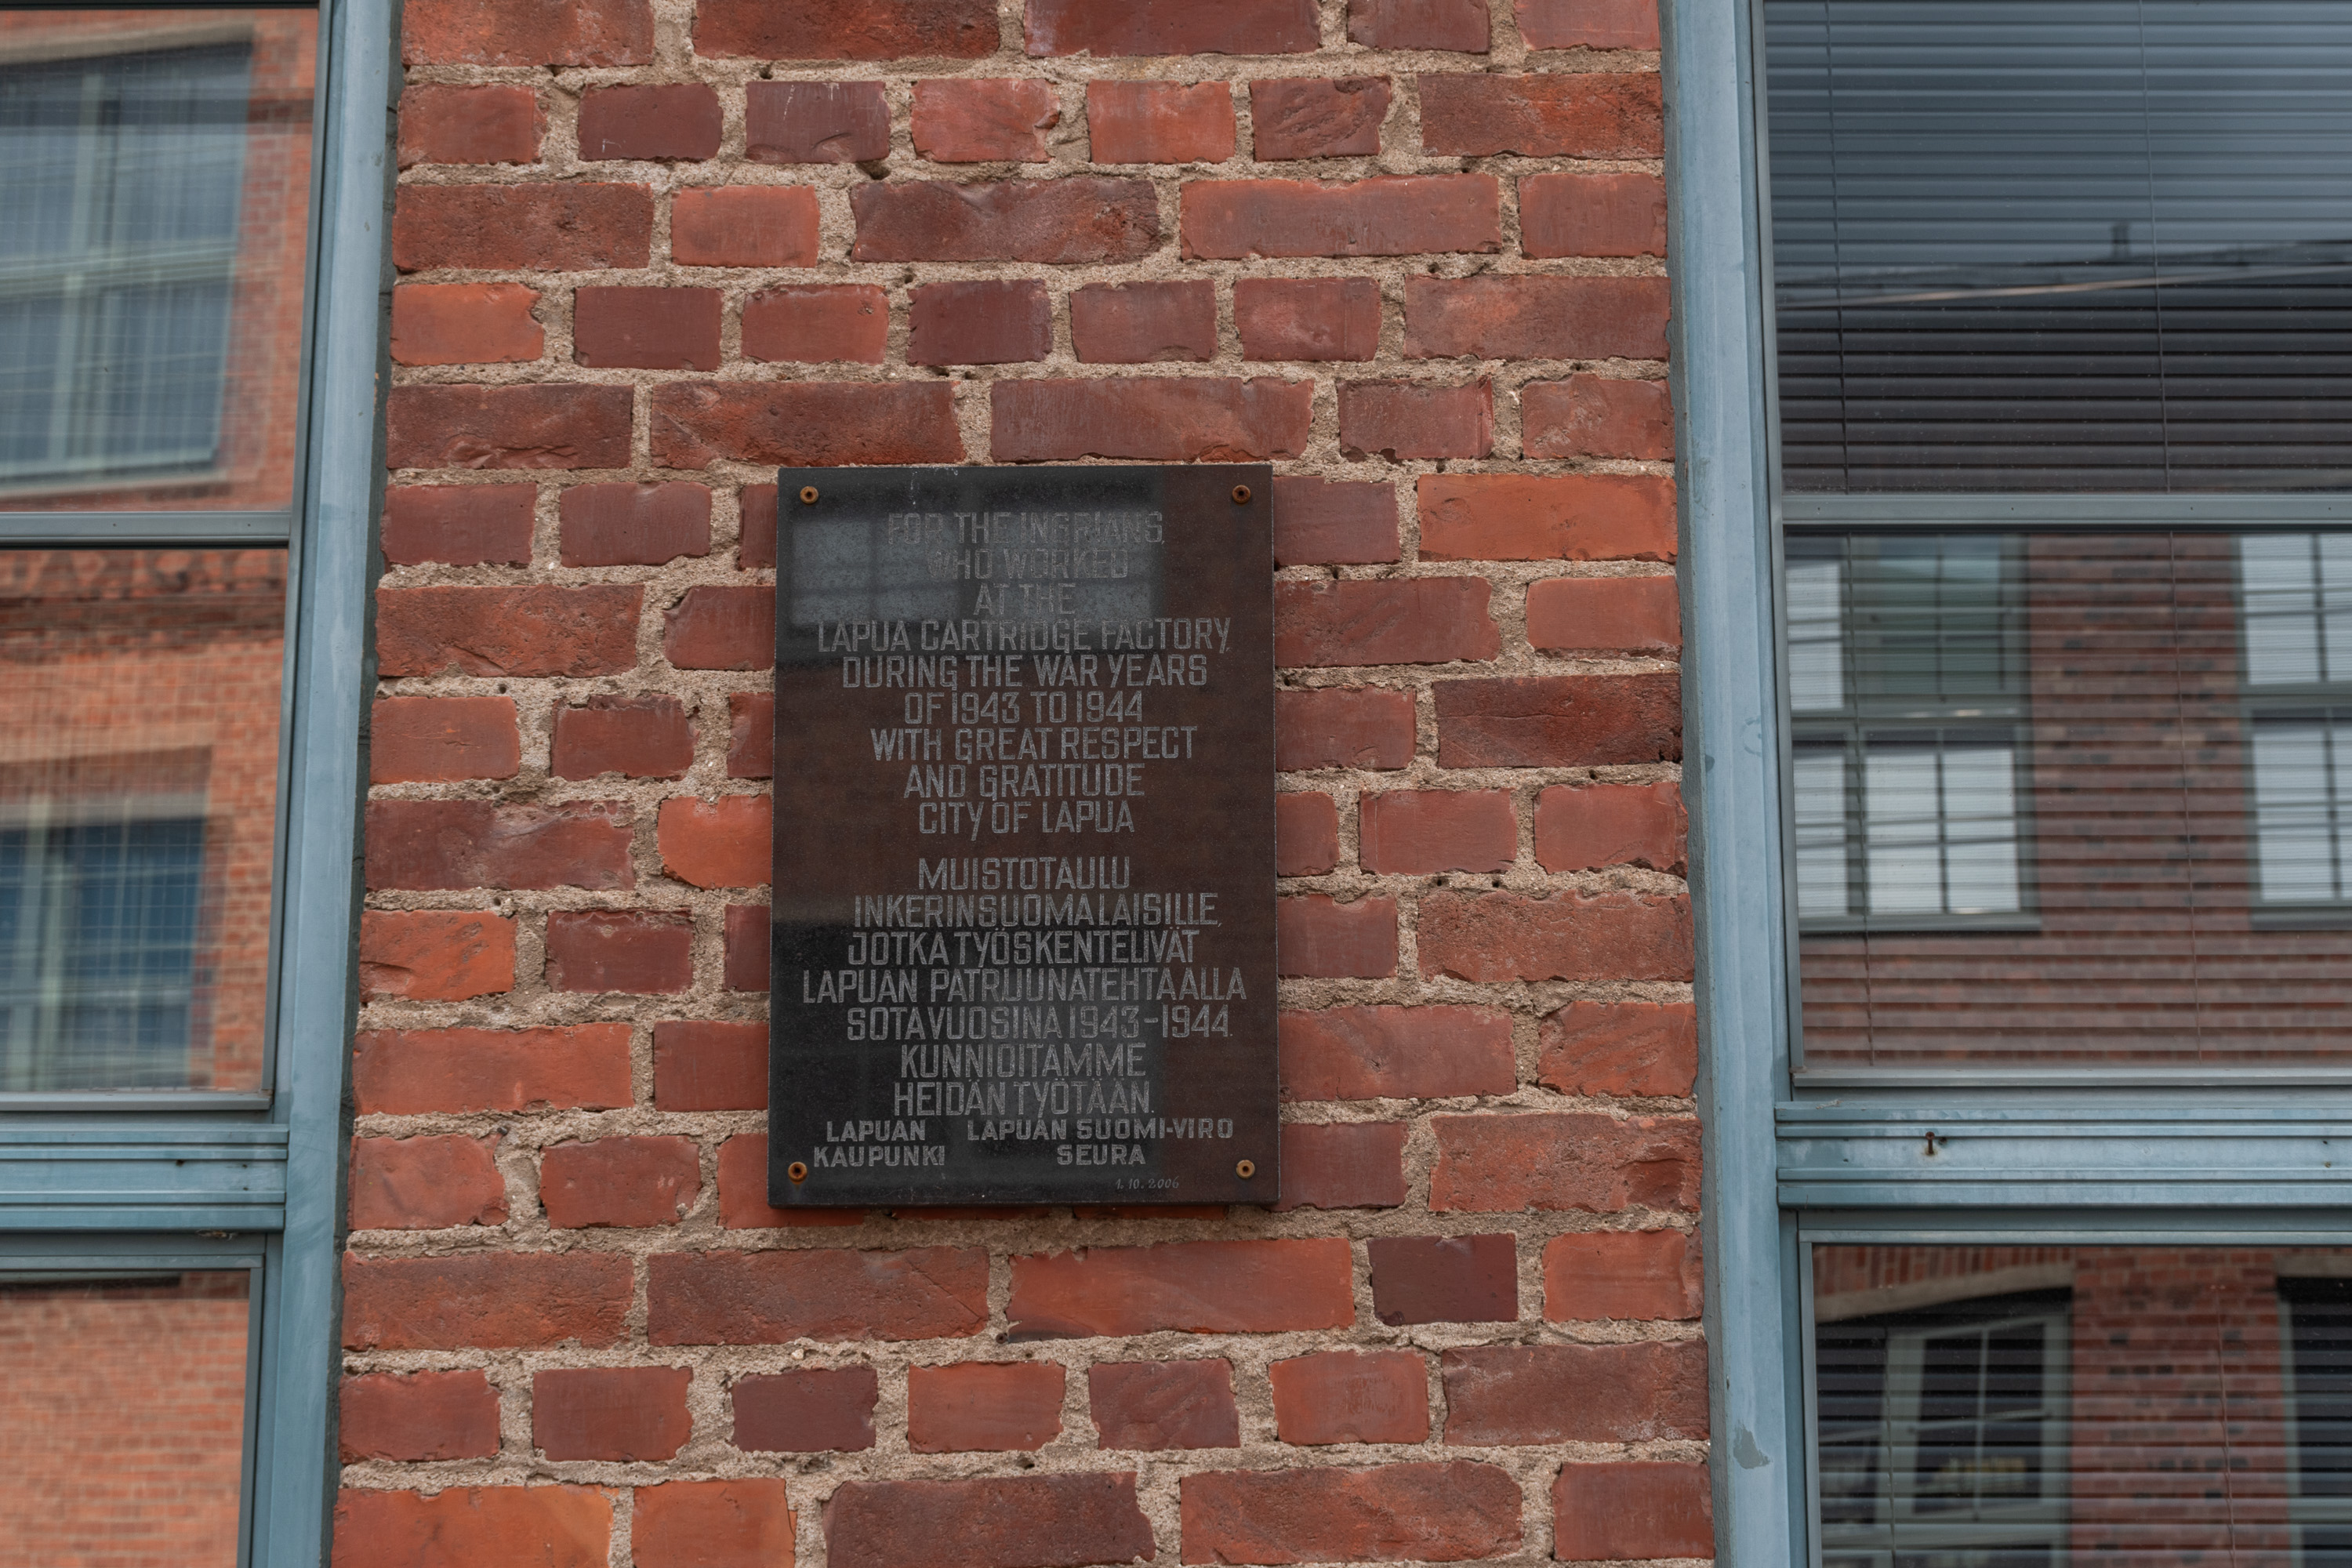 FOR THE INGRIANS,
WHO WORKED
AT THE
LAPUA CARTRIDGE FACTORY,
DURING THE WAR YEARS
OF 1943 TO 1944
WITH GREAT RESPECT
AND GRATITUDE
CITY OF LAPUA
MUISTOTAULU
INKERINSUOMALAISILLE,
JOTKA TYÖSKENTELIVÄT
LAPUAN PATRUUNATEHTAALLA
SOTAVUOSINA 1943-1944.
KUNNIOITAMME
HEIDÄN TYÖTÄÄN.
LAPUAN KAUPUNKI
LAPUAN SUOMI-VIRO SEURA
1.10.2006